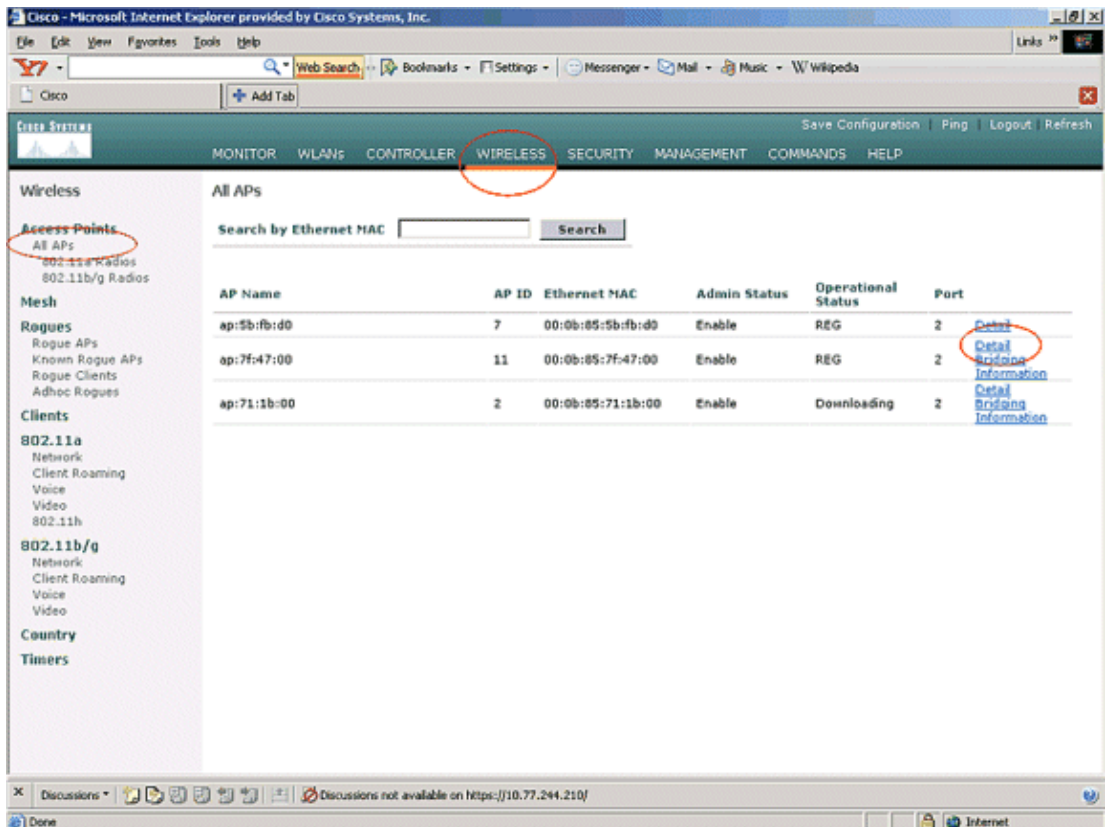 Cisco - Microsoft Internet Explorer provided by Cisco Systems, Inc.
File Edit View Favorites Tools Help Links »
Y7 - Web Search Bookmarks Settings Messenger Mail Music Wikipedia
Cisco Add Tab
CISCO SYSTEMS
Save Configuration | Ping | Logout | Refresh
MONITOR WLANs CONTROLLER WIRELESS SECURITY MANAGEMENT COMMANDS HELP
Wireless
Access Points
All APs
802.11a Radios
802.11b/g Radios
Mesh
Rogues
Rogue APs
Known Rogue APs
Rogue Clients
Adhoc Rogues
Clients
802.11a
Network
Client Roaming
Voice
Video
802.11h
802.11b/g
Network
Client Roaming
Voice
Video
Country
Timers
All APs
Search by Ethernet MAC Search
AP Name AP ID Ethernet MAC Admin Status Operational Status Port
ap:5b:fb:d0 7 00:0b:85:5b:fb:d0 Enable REG 2 Detail
ap:7f:47:00 11 00:0b:85:7f:47:00 Enable REG 2 Detail
Bridging
Information
ap:71:1b:00 2 00:0b:85:71:1b:00 Enable Downloading 2 Detail
Bridging
Information
Discussions Discussions not available on https://10.77.244.210/
Done Internet